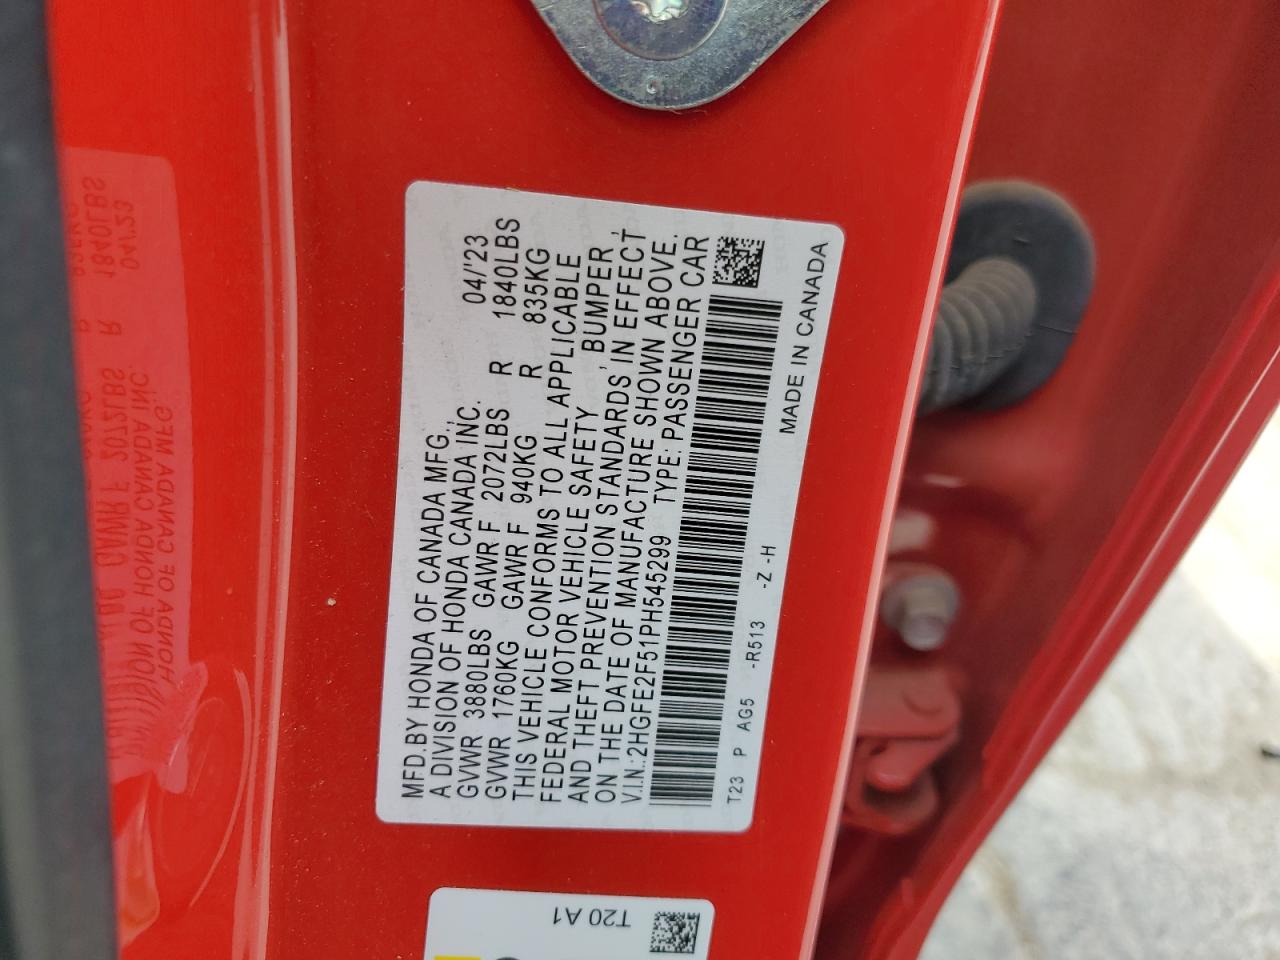 MFD.BY HONDA OF CANADA MFG.,
A DIVISION OF HONDA CANADA INC. 04/'23
GVWR 3880LBS GAWR F 2072LBS R 1840LBS
GVWR 1760KG GAWR F 940KG R 835KG
THIS VEHICLE CONFORMS TO ALL APPLICABLE
FEDERAL MOTOR VEHICLE SAFETY BUMPER,
AND THEFT PREVENTION STANDARDS, IN EFFECT
ON THE DATE OF MANUFACTURE SHOWN ABOVE.
V.I.N.:2HGFE2F51PH545299 TYPE:PASSENGER CAR
T23 P AG5 -R513 -Z -H MADE IN CANADA
T20 A1